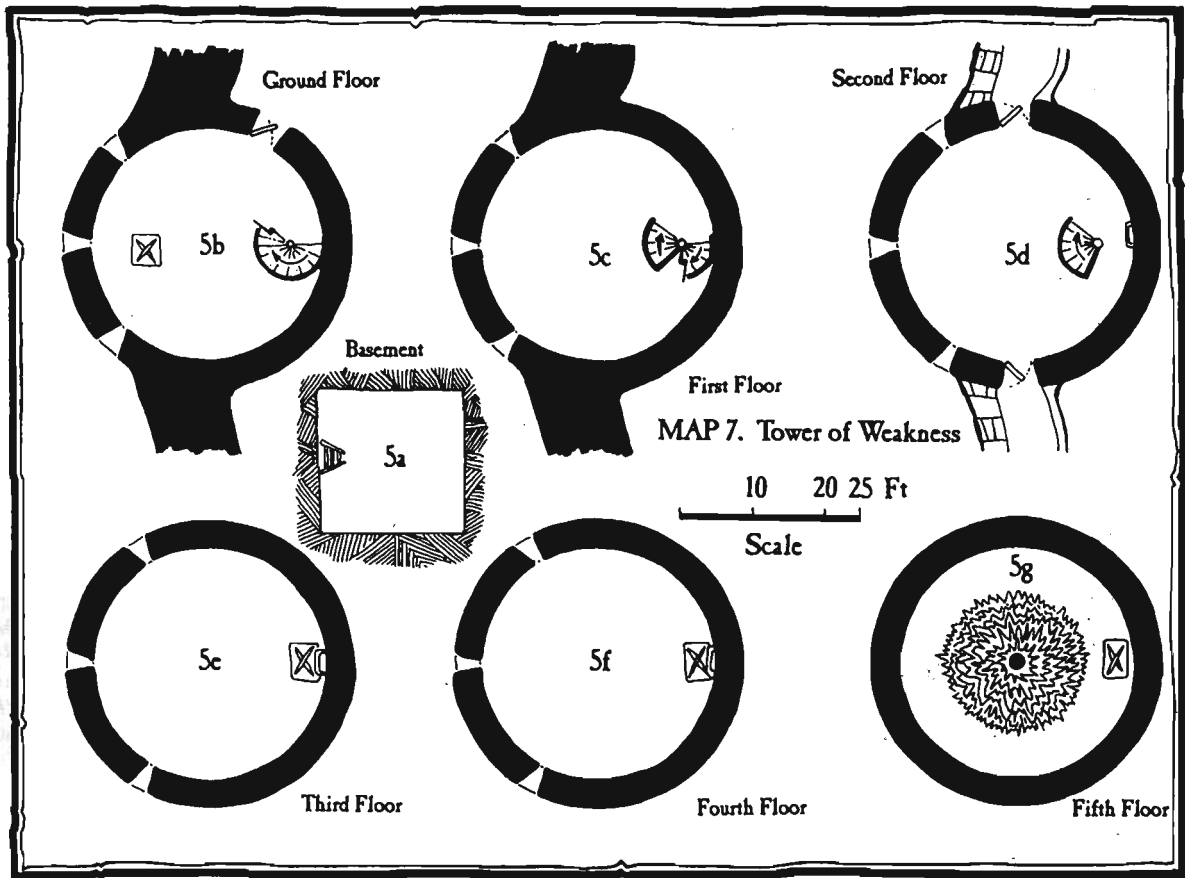 Ground Floor
5b
5c
First Floor
Second Floor
5d
Basement
5a
MAP 7. Tower of Weakness
10 20 25 Ft
Scale
5e
Third Floor
5f
Fourth Floor
5g
Fifth Floor